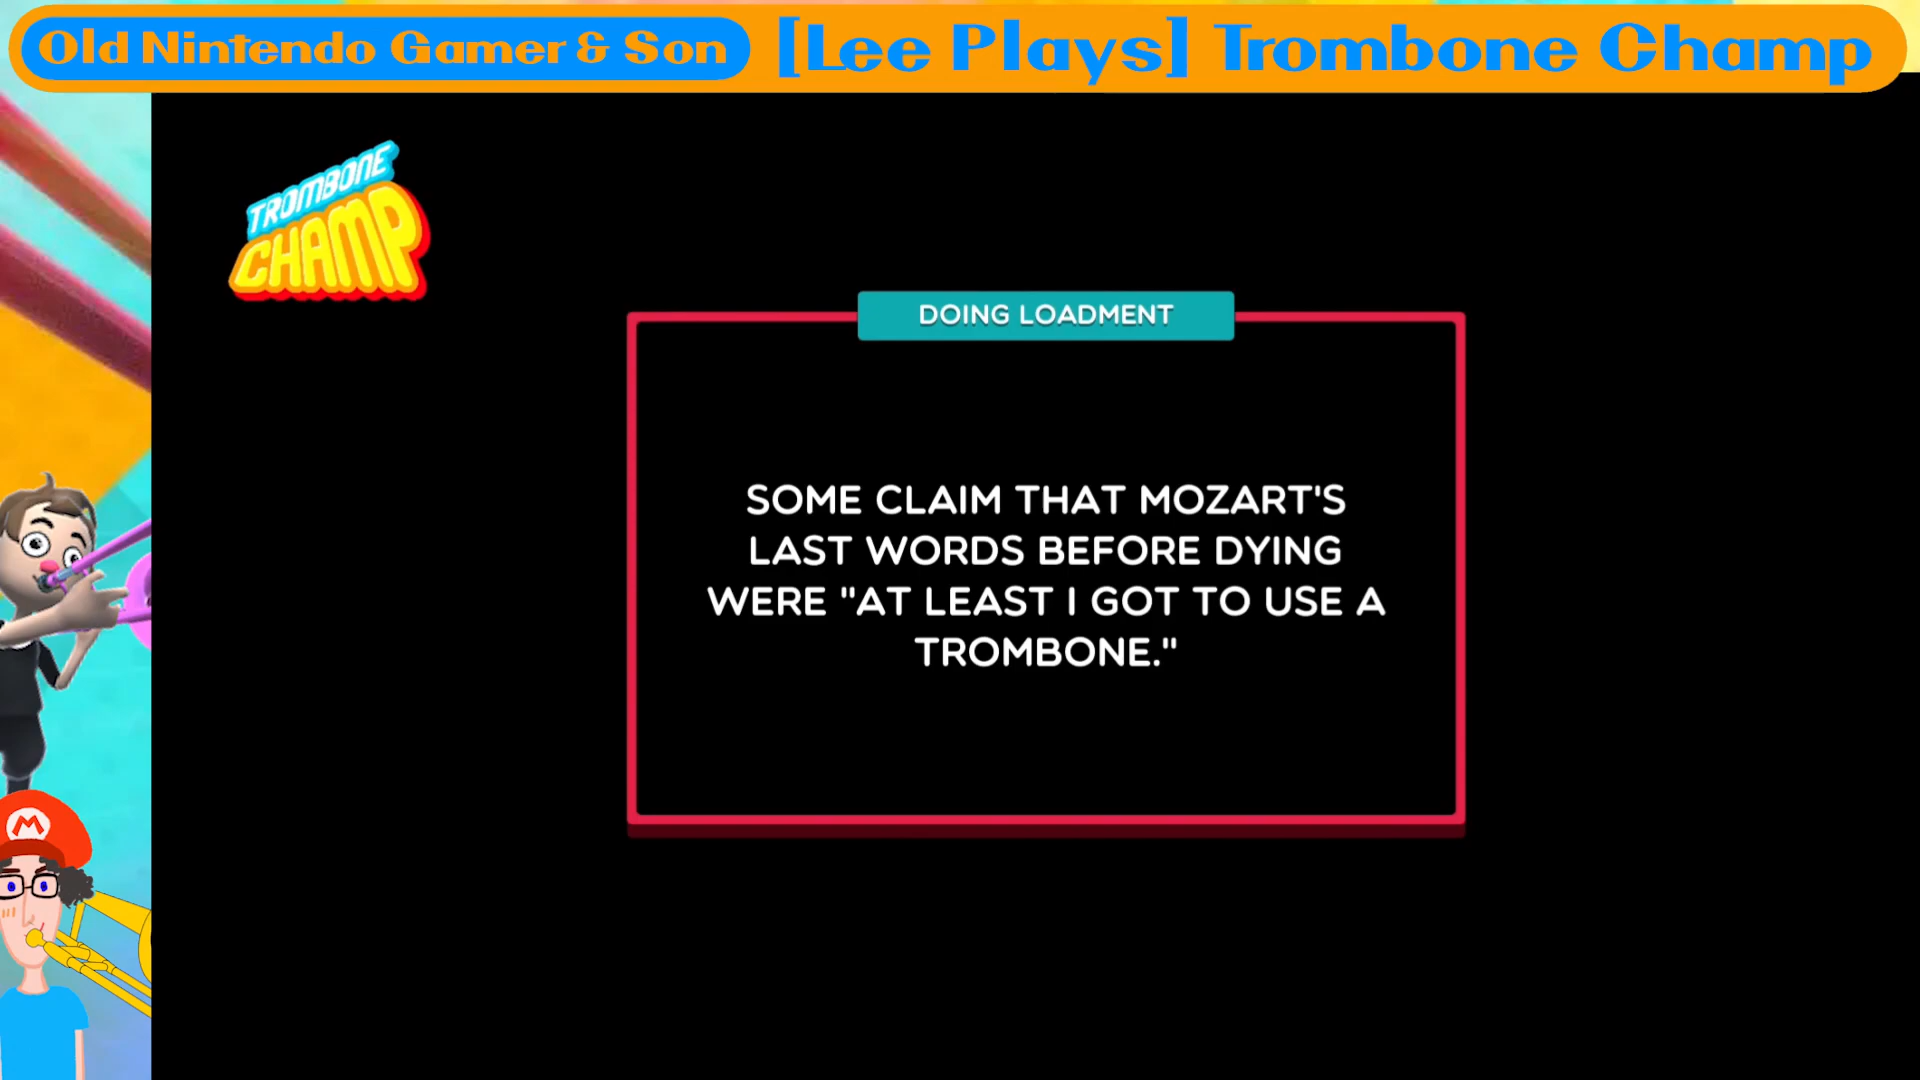 Old Nintendo Gamer & Son [Lee Plays] Trombone Champ
TROMBONE
CHAMP
DOING LOADMENT
SOME CLAIM THAT MOZART'S
LAST WORDS BEFORE DYING
WERE "AT LEAST I GOT TO USE A
TROMBONE."
M